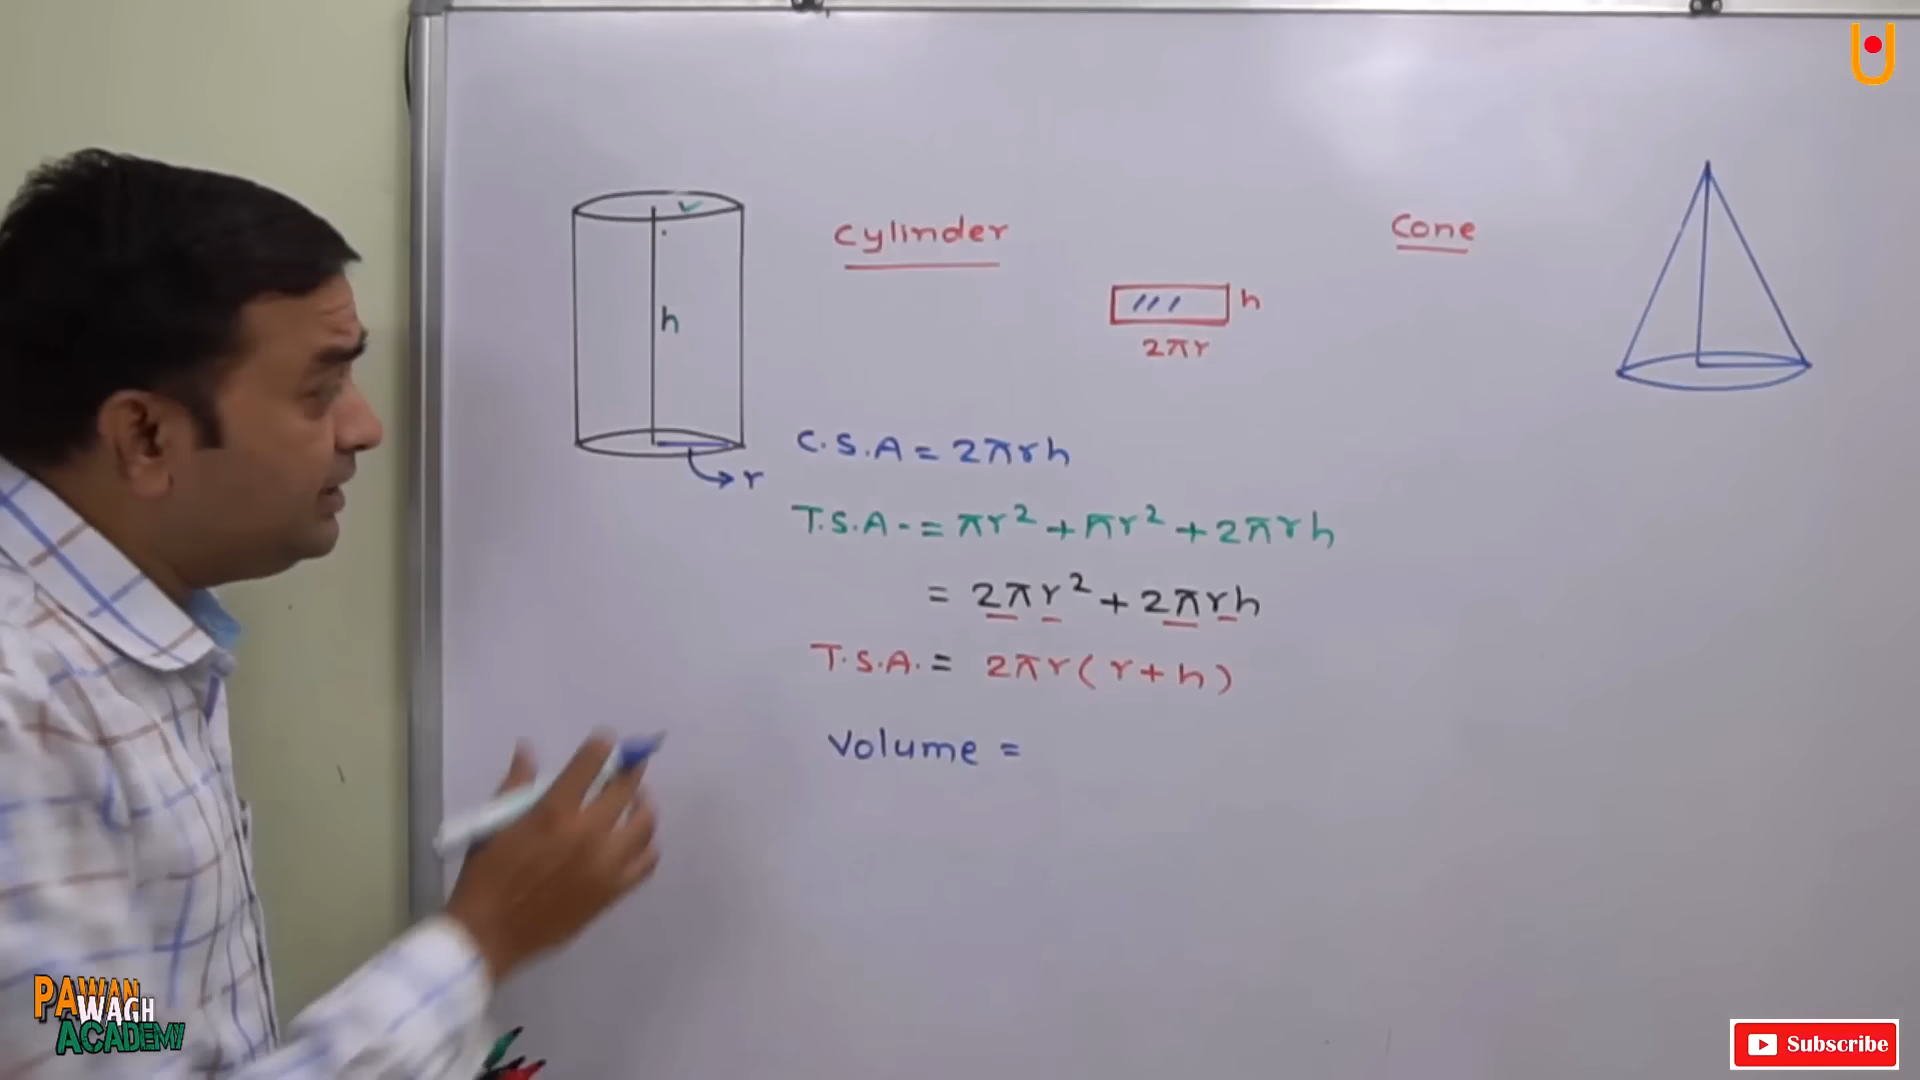 Cylinder
Cone
h
h
2πr
r
C.S.A = 2πrh
T.S.A. = πr² + πr² + 2πrh
= 2πr² + 2πrh
T.S.A. = 2πr(r+h)
Volume =
PAWAN
WAGH
ACADEMY
Subscribe